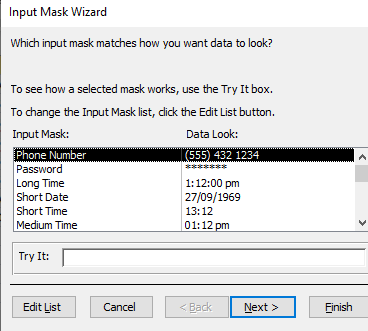 Input Mask Wizard
Which input mask matches how you want data to look?
To see how a selected mask works, use the Try It box.
To change the Input Mask list, click the Edit List button.
Input Mask: Data Look:
Phone Number (555) 432 1234
Password *******
Long Time 1:12:00 pm
Short Date 27/09/1969
Short Time 13:12
Medium Time 01:12 pm
Try It:
Edit List Cancel < Back Next > Finish